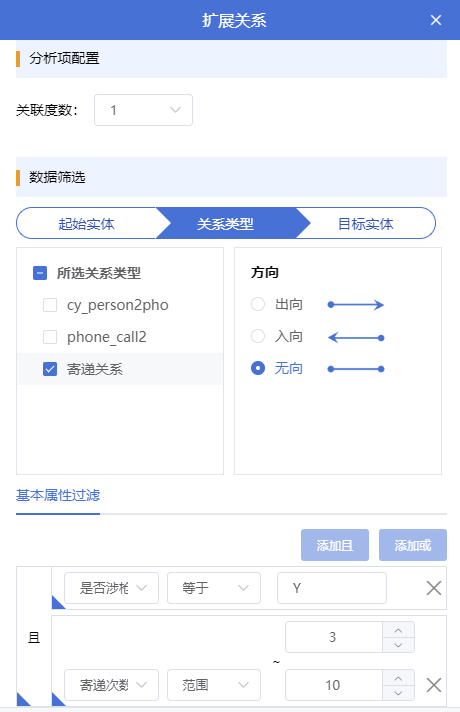 扩展关系
分析项配置
关联度数： 1
数据筛选
起始实体 关系类型 目标实体
所选关系类型
cy_person2pho
phone_call2
寄递关系
方向
出向
入向
无向
基本属性过滤
添加且 添加或
且
是否涉 等于 Y
3
~
寄递次数 范围 10